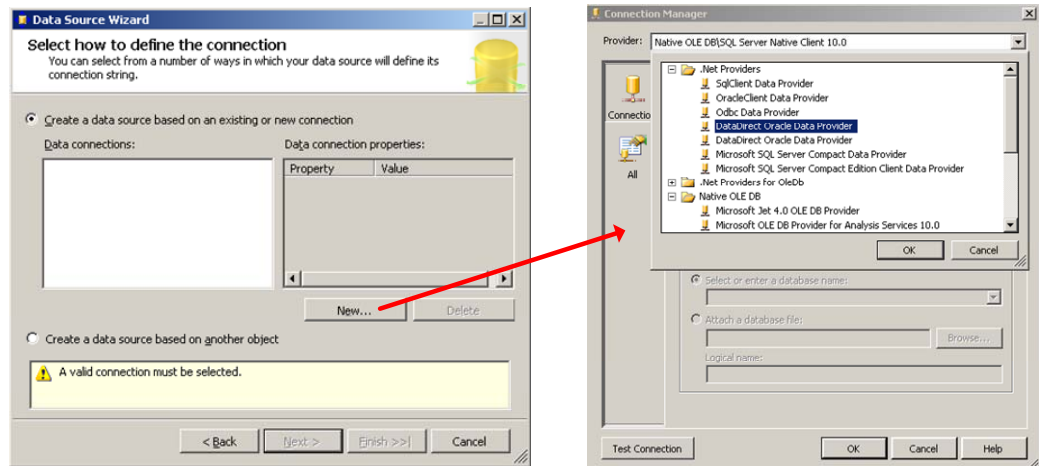 Data Source Wizard
Select how to define the connection
You can select from a number of ways in which your data source will define its
connection string.
Create a data source based on an existing or new connection
Data connections:
Data connection properties:
Property Value
New... Delete
Create a data source based on another object
A valid connection must be selected.
< Back Next > Finish >>| Cancel
Connection Manager
Provider: Native OLE DB\SQL Server Native Client 10.0
.Net Providers
SqlClient Data Provider
OracleClient Data Provider
Odbc Data Provider
DataDirect Oracle Data Provider
DataDirect Oracle Data Provider
Microsoft SQL Server Compact Data Provider
Microsoft SQL Server Compact Edition Client Data Provider
.Net Providers for OleDb
Native OLE DB
Microsoft Jet 4.0 OLE DB Provider
Microsoft OLE DB Provider for Analysis Services 10.0
Connectio
All
OK Cancel
Select or enter a database name:
Attach a database file:
Browse...
Logical name:
Test Connection OK Cancel Help